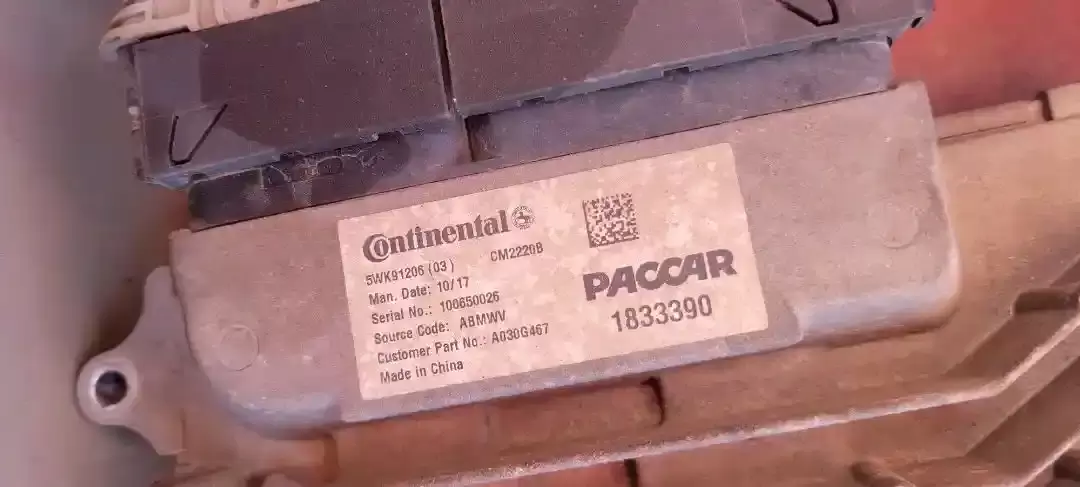 Continental
5WK91206 (03) CM2220B
Man. Date: 10/17
Serial No.: 100650026
Source Code: ABMWV
Customer Part No.: A030G467
Made in China
PACCAR
1833390